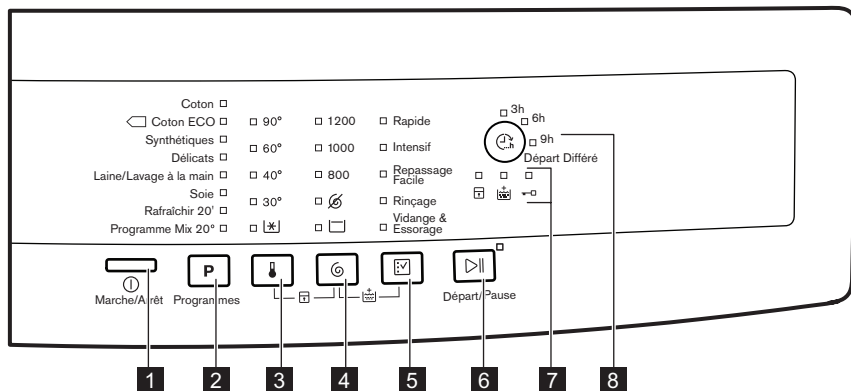 Coton
Coton ECO
Synthétiques
Délicats
Laine/Lavage à la main
Soie
Rafraîchir 20'
Programme Mix 20°
90°
60°
40°
30°
1200
1000
800
Rapide
Intensif
Repassage
Facile
Rinçage
Vidange &
Essorage
3h
6h
9h
...h
Départ Différé
Marche/Arrêt
P
Programmes
Départ/Pause
1
2
3
4
5
6
7
8